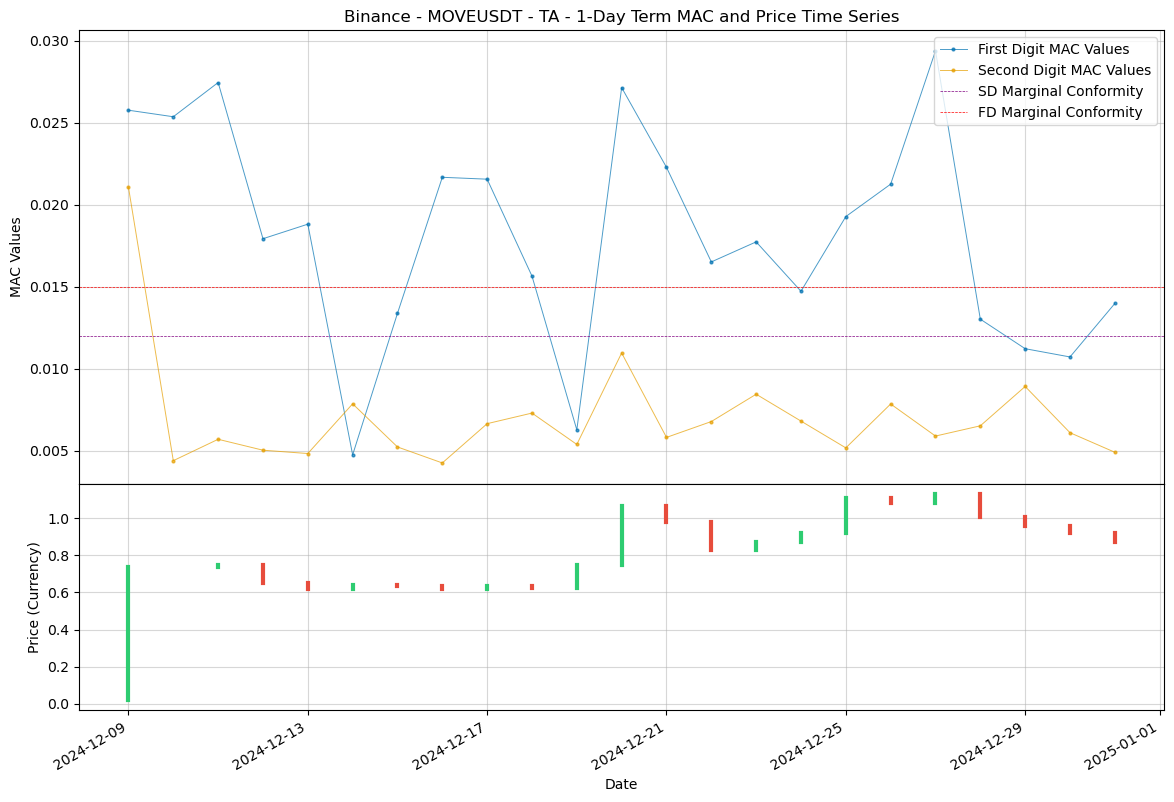 Binance - MOVEUSDT - TA - 1-Day Term MAC and Price Time Series
First Digit MAC Values
Second Digit MAC Values
SD Marginal Conformity
FD Marginal Conformity
MAC Values
0.030
0.025
0.020
0.015
0.010
0.005
Price (Currency)
1.0
0.8
0.6
0.4
0.2
0.0
2024-12-09
2024-12-13
2024-12-17
2024-12-21
2024-12-25
2024-12-29
2025-01-01
Date